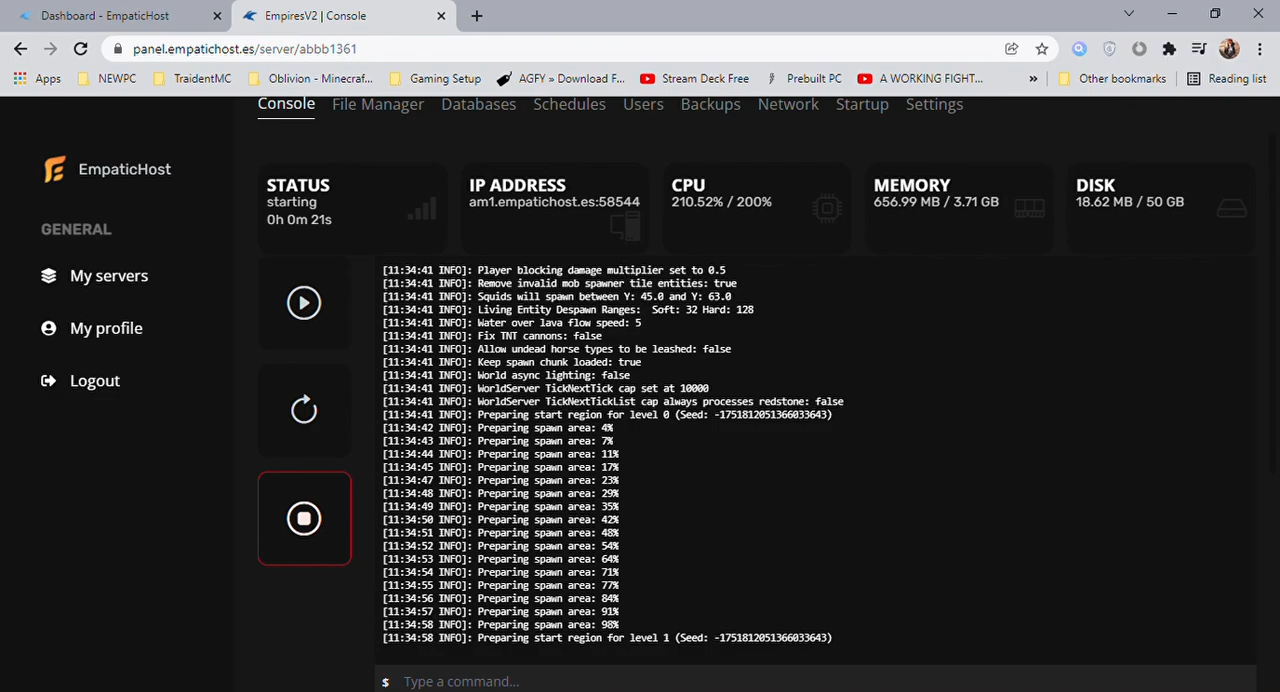 Dashboard - EmpaticHost
EmpiresV2 | Console
panel.empatichost.es/server/abbb1361
Apps
NEWPC
TraidentMC
Oblivion - Minecraf...
Gaming Setup
AGFY » Download F...
Stream Deck Free
Prebuilt PC
A WORKING FIGHT...
»
Other bookmarks
Reading list
Console
File Manager
Databases
Schedules
Users
Backups
Network
Startup
Settings
EmpaticHost
GENERAL
My servers
My profile
Logout
STATUS
starting
0h 0m 21s
IP ADDRESS
am1.empatichost.es:58544
CPU
210.52% / 200%
MEMORY
656.99 MB / 3.71 GB
DISK
18.62 MB / 50 GB
[11:34:41 INFO]: Player blocking damage multiplier set to 0.5
[11:34:41 INFO]: Remove invalid mob spawner tile entities: true
[11:34:41 INFO]: Squids will spawn between Y: 45.0 and Y: 63.0
[11:34:41 INFO]: Living Entity Despawn Ranges:  Soft: 32 Hard: 128
[11:34:41 INFO]: Water over lava flow speed: 5
[11:34:41 INFO]: Fix TNT cannons: false
[11:34:41 INFO]: Allow undead horse types to be leashed: false
[11:34:41 INFO]: Keep spawn chunk loaded: true
[11:34:41 INFO]: World async lighting: false
[11:34:41 INFO]: WorldServer TickNextTick cap set at 10000
[11:34:41 INFO]: WorldServer TickNextTickList cap always processes redstone: false
[11:34:41 INFO]: Preparing start region for level 0 (Seed: -1751812051366033643)
[11:34:42 INFO]: Preparing spawn area: 4%
[11:34:43 INFO]: Preparing spawn area: 7%
[11:34:44 INFO]: Preparing spawn area: 11%
[11:34:45 INFO]: Preparing spawn area: 17%
[11:34:47 INFO]: Preparing spawn area: 23%
[11:34:48 INFO]: Preparing spawn area: 29%
[11:34:49 INFO]: Preparing spawn area: 35%
[11:34:50 INFO]: Preparing spawn area: 42%
[11:34:51 INFO]: Preparing spawn area: 48%
[11:34:52 INFO]: Preparing spawn area: 54%
[11:34:53 INFO]: Preparing spawn area: 64%
[11:34:54 INFO]: Preparing spawn area: 71%
[11:34:55 INFO]: Preparing spawn area: 77%
[11:34:56 INFO]: Preparing spawn area: 84%
[11:34:57 INFO]: Preparing spawn area: 91%
[11:34:58 INFO]: Preparing spawn area: 98%
[11:34:58 INFO]: Preparing start region for level 1 (Seed: -1751812051366033643)
$ Type a command...